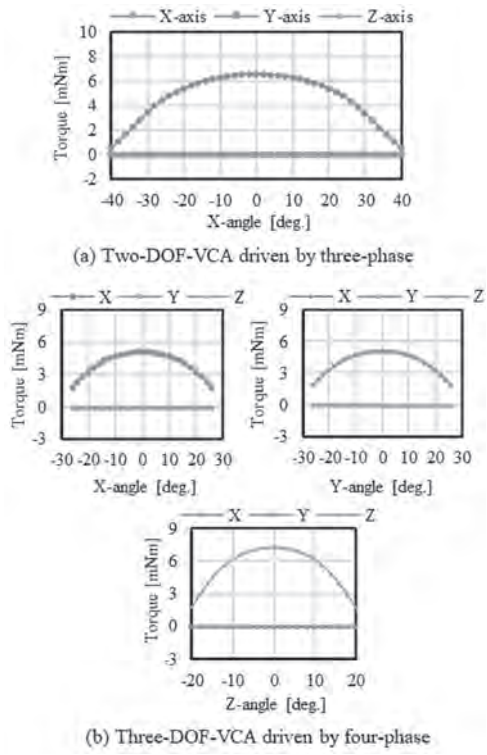 X-axis Y-axis Z-axis
10
8
6
4
2
0
-2
Torque [mNm]
-40 -30 -20 -10 0 10 20 30 40
X-angle [deg.]
(a) Two-DOF-VCA driven by three-phase
X Y Z
9
6
3
0
-3
Torque [mNm]
-30 -20 -10 0 10 20 30
X-angle [deg.]
X Y Z
9
6
3
0
-3
Torque [mNm]
-30 -20 -10 0 10 20 30
Y-angle [deg.]
X Y Z
9
6
3
0
-3
Torque [mNm]
-20 -10 0 10 20
Z-angle [deg.]
(b) Three-DOF-VCA driven by four-phase